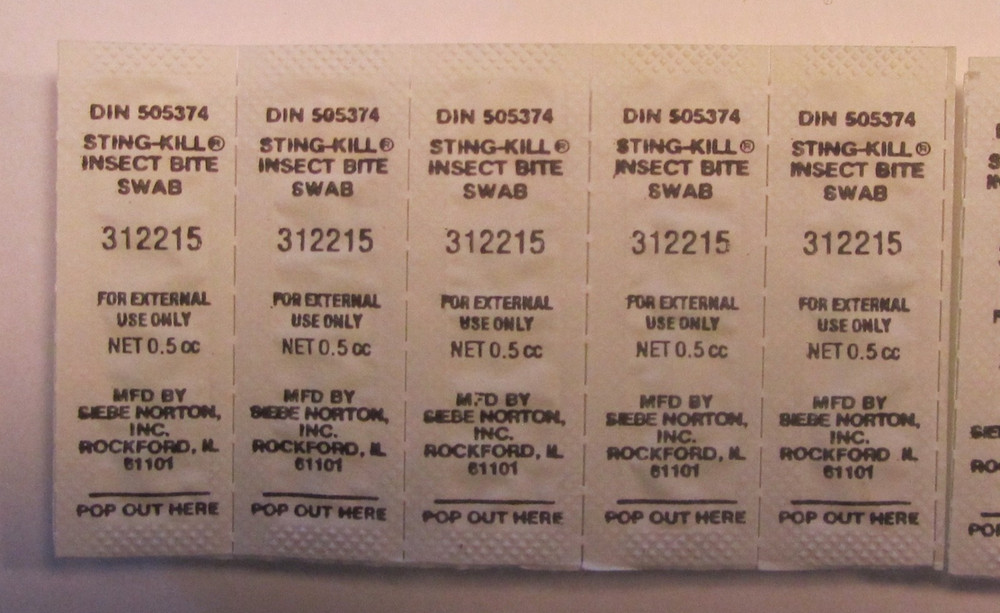 DIN 505374
STING-KILL®
INSECT BITE
SWAB
312215
FOR EXTERNAL
USE ONLY
NET 0.5 cc
MFD BY
SIEBE NORTON,
INC.
ROCKFORD, IL
61101
POP OUT HERE
DIN 505374
STING-KILL®
INSECT BITE
SWAB
312215
FOR EXTERNAL
USE ONLY
NET 0.5 cc
MFD BY
SIEBE NORTON,
INC.
ROCKFORD, IL
61101
POP OUT HERE
DIN 505374
STING-KILL®
INSECT BITE
SWAB
312215
FOR EXTERNAL
USE ONLY
NET 0.5 cc
MFD BY
SIEBE NORTON,
INC.
ROCKFORD, IL
61101
POP OUT HERE
DIN 505374
STING-KILL®
INSECT BITE
SWAB
312215
FOR EXTERNAL
USE ONLY
NET 0.5 cc
MFD BY
SIEBE NORTON,
INC.
ROCKFORD, IL
61101
POP OUT HERE
DIN 505374
STING-KILL®
INSECT BITE
SWAB
312215
FOR EXTERNAL
USE ONLY
NET 0.5 cc
MFD BY
SIEBE NORTON,
INC.
ROCKFORD IL
61101
POP OUT HERE